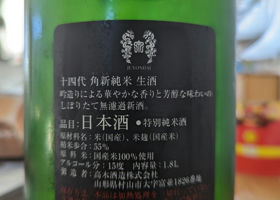 JUYONDAI
十四代 角新純米 生酒
吟造りによる華やかな香りと芳醇な味わいの
しぼりたて無濾過新酒。
品目:日本酒 ●特別純米酒
原材料名:米(国産)、米麹(国産米)
精米歩合:55%
原料米:国産米100%使用
アルコール分:15度 ●内容量:1.8L
製造者:高木酒造株式会社
山形県村山市大字富並1826番地